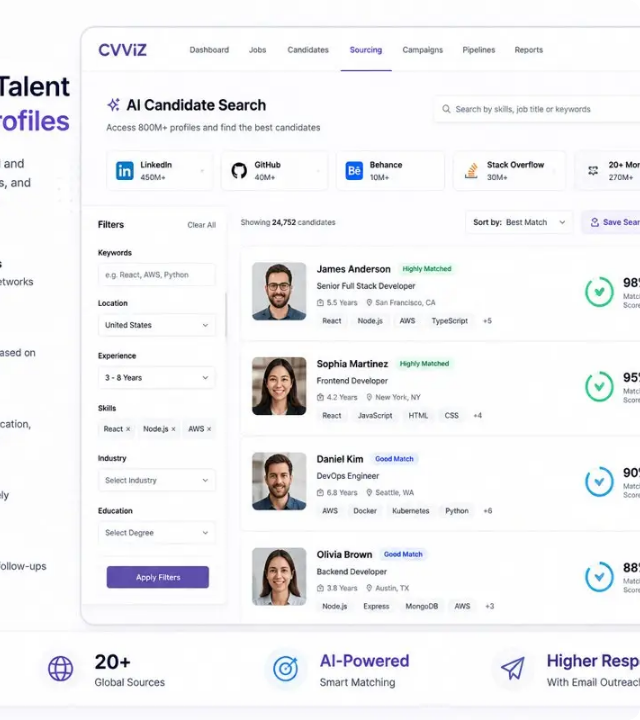 Talent
rofiles
and
s, and
s
etworks
ased on
cation,
ely
ollow-ups
CVViZ
Dashboard
Jobs
Candidates
Sourcing
Campaigns
Pipelines
Reports
AI Candidate Search
Access 800M+ profiles and find the best candidates
Search by skills, job title or keywords
in
LinkedIn
450M+
GitHub
40M+
Bē
Behance
10M+
Stack Overflow
30M+
20+ Mor
270M+
Filters
Clear All
Keywords
e.g. React, AWS, Python
Location
United States
Experience
3 - 8 Years
Skills
React ×
Node.js ×
AWS ×
Industry
Select Industry
Education
Select Degree
Apply Filters
Showing 24,752 candidates
Sort by: Best Match
Save Sear
James Anderson
Highly Matched
Senior Full Stack Developer
5.5 Years
San Francisco, CA
React
Node.js
AWS
TypeScript
+5
98%
Matc
Score
Sophia Martinez
Highly Matched
Frontend Developer
4.2 Years
New York, NY
React
JavaScript
HTML
CSS
+4
95%
Matc
Score
Daniel Kim
Good Match
DevOps Engineer
6.8 Years
Seattle, WA
AWS
Docker
Kubernetes
Python
+6
90%
Matc
Score
Olivia Brown
Good Match
Backend Developer
3.8 Years
Austin, TX
Node.js
Express
MongoDB
AWS
+3
88%
Matc
Score
20+
Global Sources
AI-Powered
Smart Matching
Higher Resp
With Email Outreac